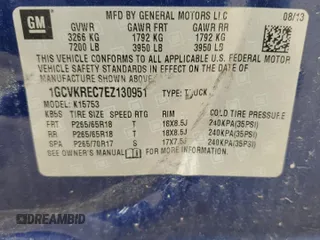 GM MFD BY GENERAL MOTORS LLC 08/13
GVWR GAWR FRT GAWR RR
3266 KG 1792 KG 1792 KG
7200 LB 3950 LB 3950 LB
THIS VEHICLE CONFORMS TO ALL APPLICABLE U.S. FEDERAL MOTOR
VEHICLE SAFETY STANDARDS IN EFFECT ON THE DATE OF
MANUFACTURE SHOWN ABOVE.
1GCVKREC7EZ130951 TYPE: TRUCK
MODEL: K15753
KB5S TIRE SIZE SPEED RTG RIM COLD TIRE PRESSURE
FRT P265/65R18 T 18X8.5J 240KPA(35PSI)
RR P265/65R18 T 18X8.5J 240KPA(35PSI)
SPA P265/70R17 S 17X7.5J 240KPA(35PSI)
SEE OWNER'S MANUAL FOR ADDITIONAL INFORMATION
DREAMBID